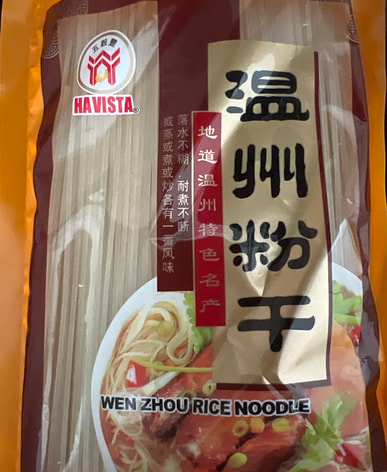 五穀豐
HAVISTA®
温州粉干
地道温州特色名产
落水不糊、耐煮不断
或蒸或煮或炒各有一番风味
WEN ZHOU RICE NOODLE